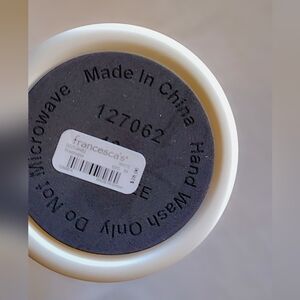 Made In China
Hand Wash Only
Do Not Microwave
127062
francesca's
E